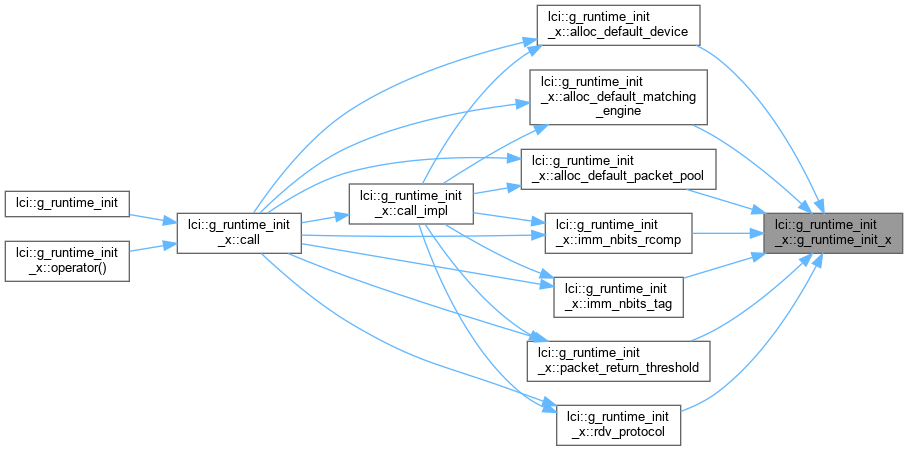 lci::g_runtime_init
_x::alloc_default_device
lci::g_runtime_init
_x::alloc_default_matching
_engine
lci::g_runtime_init
_x::alloc_default_packet_pool
lci::g_runtime_init
lci::g_runtime_init
_x::operator()
lci::g_runtime_init
_x::call
lci::g_runtime_init
_x::call_impl
lci::g_runtime_init
_x::imm_nbits_rcomp
lci::g_runtime_init
_x::g_runtime_init_x
lci::g_runtime_init
_x::imm_nbits_tag
lci::g_runtime_init
_x::packet_return_threshold
lci::g_runtime_init
_x::rdv_protocol